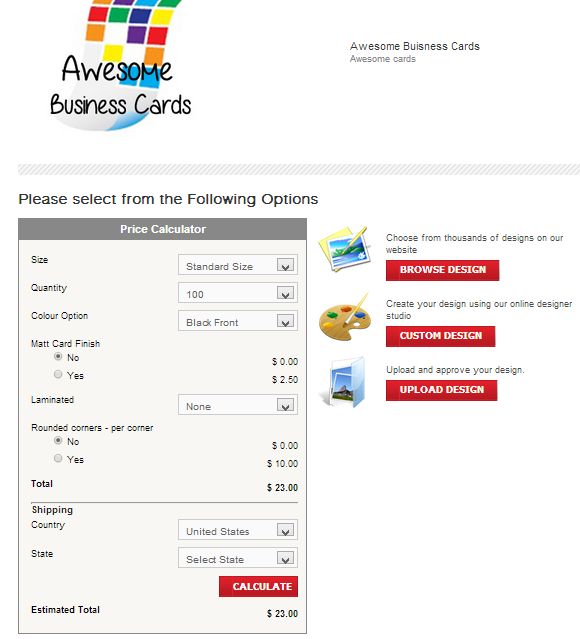 Awesome
Business Cards
Awesome Buisness Cards
Awesome cards
Please select from the Following Options
Price Calculator
Size
Standard Size
Quantity
100
Colour Option
Black Front
Matt Card Finish
No
$ 0.00
Yes
$ 2.50
Laminated
None
Rounded corners - per corner
No
$ 0.00
Yes
$ 10.00
Total
$ 23.00
Shipping
Country
United States
State
Select State
CALCULATE
Estimated Total
$ 23.00
Choose from thousands of designs on our
website
BROWSE DESIGN
Create your design using our online designer
studio
CUSTOM DESIGN
Upload and approve your design.
UPLOAD DESIGN